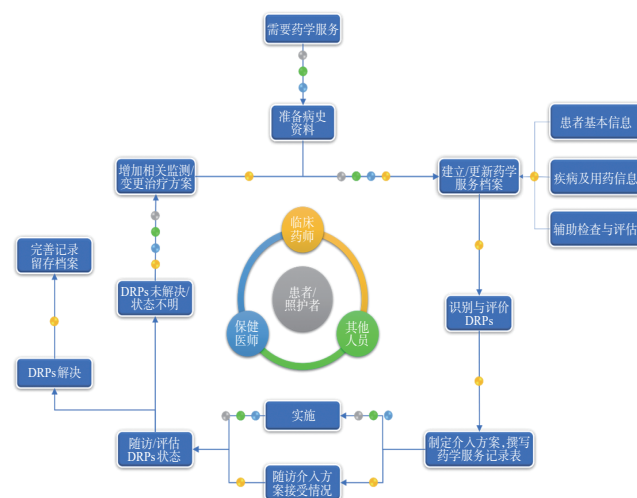 需要药学服务
准备病史
资料
增加相关监测/
变更治疗方案
建立/更新药学
服务档案
患者基本信息
疾病及用药信息
辅助检查与评估
临床
药师
患者/
照护者
保健
医师
其他
人员
完善记录
留存档案
DRPs未解决/
状态不明
识别与评价
DRPs
DRPs解决
随访/评估
DRPs状态
实施
随访介入方
案接受情况
制定介入方案,撰写
药学服务记录表